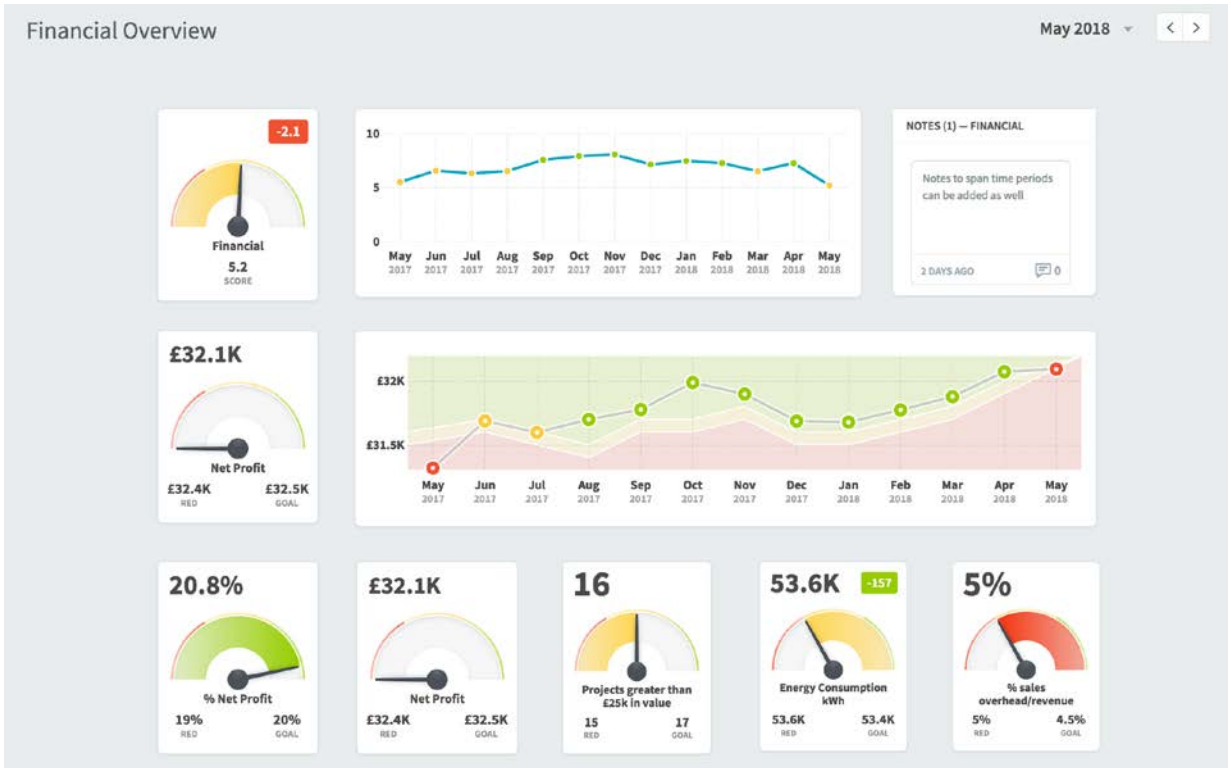 Financial Overview
May 2018
-2.1
Financial
5.2
SCORE
10
5
0
May Jun Jul Aug Sep Oct Nov Dec Jan Feb Mar Apr May
2017 2017 2017 2017 2017 2017 2017 2017 2018 2018 2018 2018 2018
NOTES (1) — FINANCIAL
Notes to span time periods
can be added as well
2 DAYS AGO 0
£32.1K
Net Profit
£32.4K £32.5K
RED GOAL
£32K
£31.5K
May Jun Jul Aug Sep Oct Nov Dec Jan Feb Mar Apr May
2017 2017 2017 2017 2017 2017 2017 2017 2018 2018 2018 2018 2018
20.8%
% Net Profit
19% 20%
RED GOAL
£32.1K
Net Profit
£32.4K £32.5K
RED GOAL
16
Projects greater than
£25k in value
15 17
RED GOAL
53.6K -157
Energy Consumption
kWh
53.6K 53.4K
RED GOAL
5%
% sales
overhead/revenue
5% 4.5%
RED GOAL